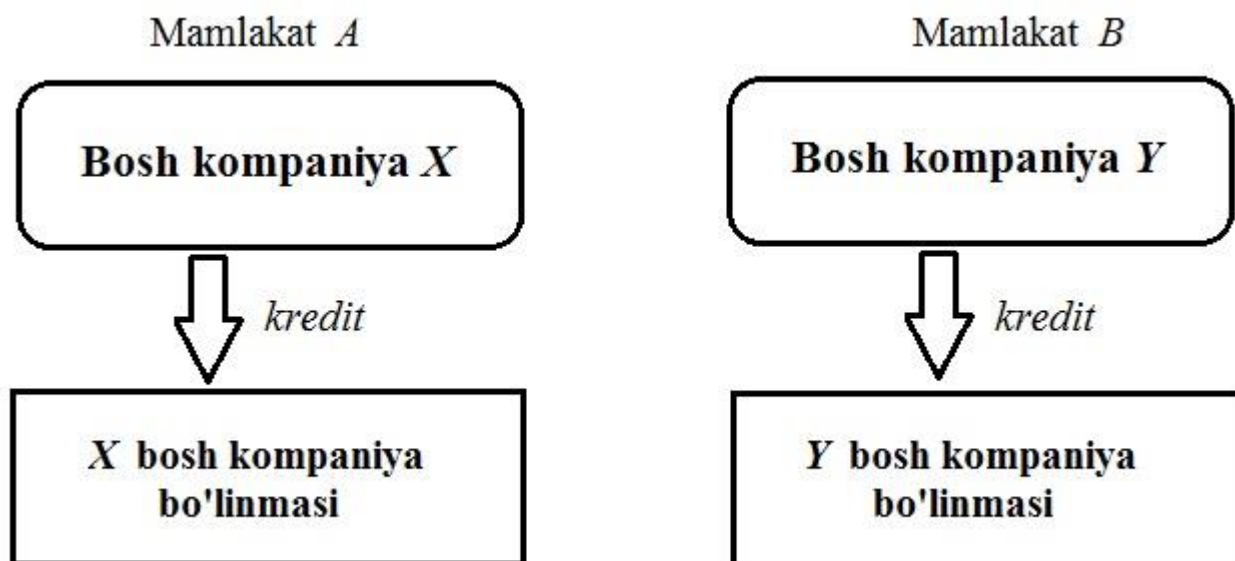 Mamlakat A
Mamlakat B
Bosh kompaniya X
Bosh kompaniya Y
kredit
kredit
X bosh kompaniya
bo'linmasi
Y bosh kompaniya
bo'linmasi